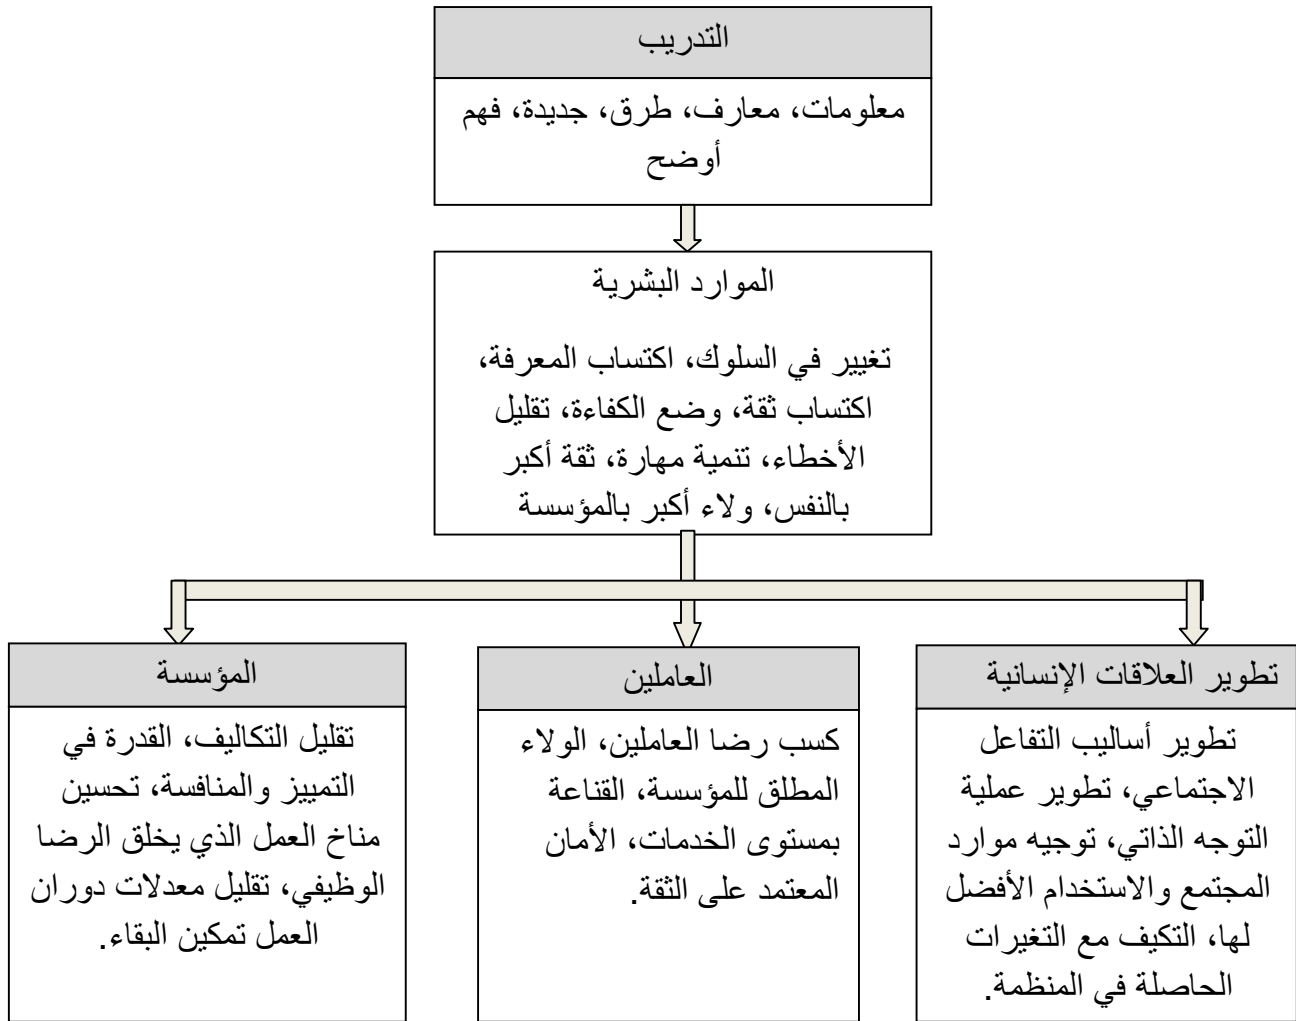 التدريب
معلومات، معارف، طرق، جديدة، فهم
أوضح
الموارد البشرية
تغيير في السلوك، اكتساب المعرفة،
اكتساب ثقة، وضع الكفاءة، تقليل
الأخطاء، تنمية مهارة، ثقة أكبر
بالنفس، ولاء أكبر بالمؤسسة
تطوير العلاقات الإنسانية
تطوير أساليب التفاعل
الاجتماعي، تطوير عملية
التوجه الذاتي، توجيه موارد
المجتمع والاستخدام الأفضل
لها، التكيف مع التغيرات
الحاصلة في المنظمة.
العاملين
كسب رضا العاملين، الولاء
المطلق للمؤسسة، القناعة
بمستوى الخدمات، الأمان
المعتمد على الثقة.
المؤسسة
تقليل التكاليف، القدرة في
التمييز والمنافسة، تحسين
مناخ العمل الذي يخلق الرضا
الوظيفي، تقليل معدلات دوران
العمل تمكين البقاء.